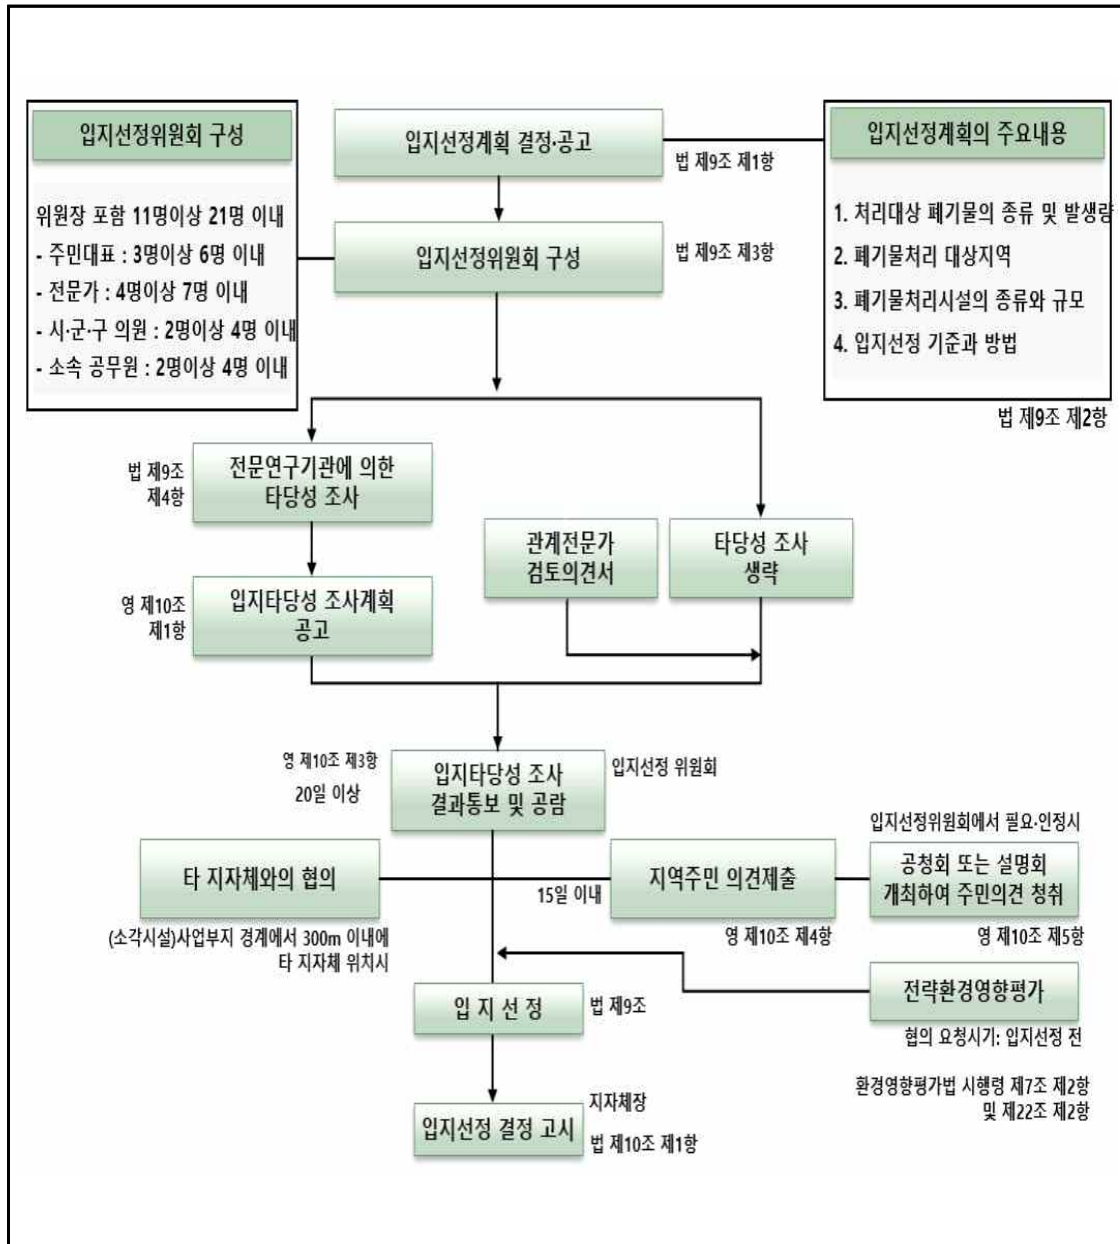 입지선정위원회 구성
위원장 포함 11명이상 21명 이내
- 주민대표 : 3명이상 6명 이내
- 전문가 : 4명이상 7명 이내
- 시·군·구 의원 : 2명이상 4명 이내
- 소속 공무원 : 2명이상 4명 이내
입지선정계획 결정·공고
법 제9조 제1항
입지선정계획의 주요내용
1. 처리대상 폐기물의 종류 및 발생량
2. 폐기물처리 대상지역
3. 폐기물처리시설의 종류와 규모
4. 입지선정 기준과 방법
법 제9조 제2항
입지선정위원회 구성
법 제9조 제3항
법 제9조
제4항
전문연구기관에 의한
타당성 조사
관계전문가
검토의견서
타당성 조사
생략
영 제10조
제1항
입지타당성 조사계획
공고
영 제10조 제3항
20일 이상
입지타당성 조사
결과통보 및 공람
입지선정 위원회
타 지자체와의 협의
(소각시설)사업부지 경계에서 300m 이내에
타 지자체 위치시
15일 이내
지역주민 의견제출
영 제10조 제4항
입지선정위원회에서 필요·인정시
공청회 또는 설명회
개최하여 주민의견 청취
영 제10조 제5항
전략환경영향평가
협의 요청시기: 입지선정 전
환경영향평가법 시행령 제7조 제2항
및 제22조 제2항
입 지 선 정
법 제9조
입지선정 결정 고시
지자체장
법 제10조 제1항